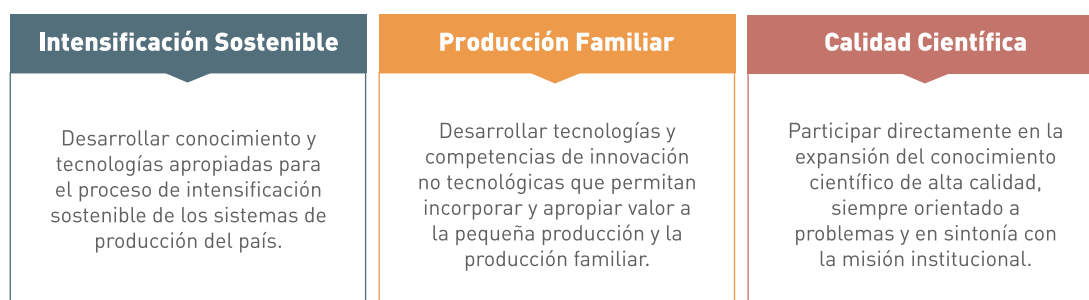 Intensificación Sostenible
Desarrollar conocimiento y
tecnologías apropiadas para
el proceso de intensificación
sostenible de los sistemas de
producción del país.
Producción Familiar
Desarrollar tecnologías y
competencias de innovación
no tecnológicas que permitan
incorporar y apropiar valor a
la pequeña producción y la
producción familiar.
Calidad Científica
Participar directamente en la
expansión del conocimiento
científico de alta calidad,
siempre orientado a
problemas y en sintonía con
la misión institucional.